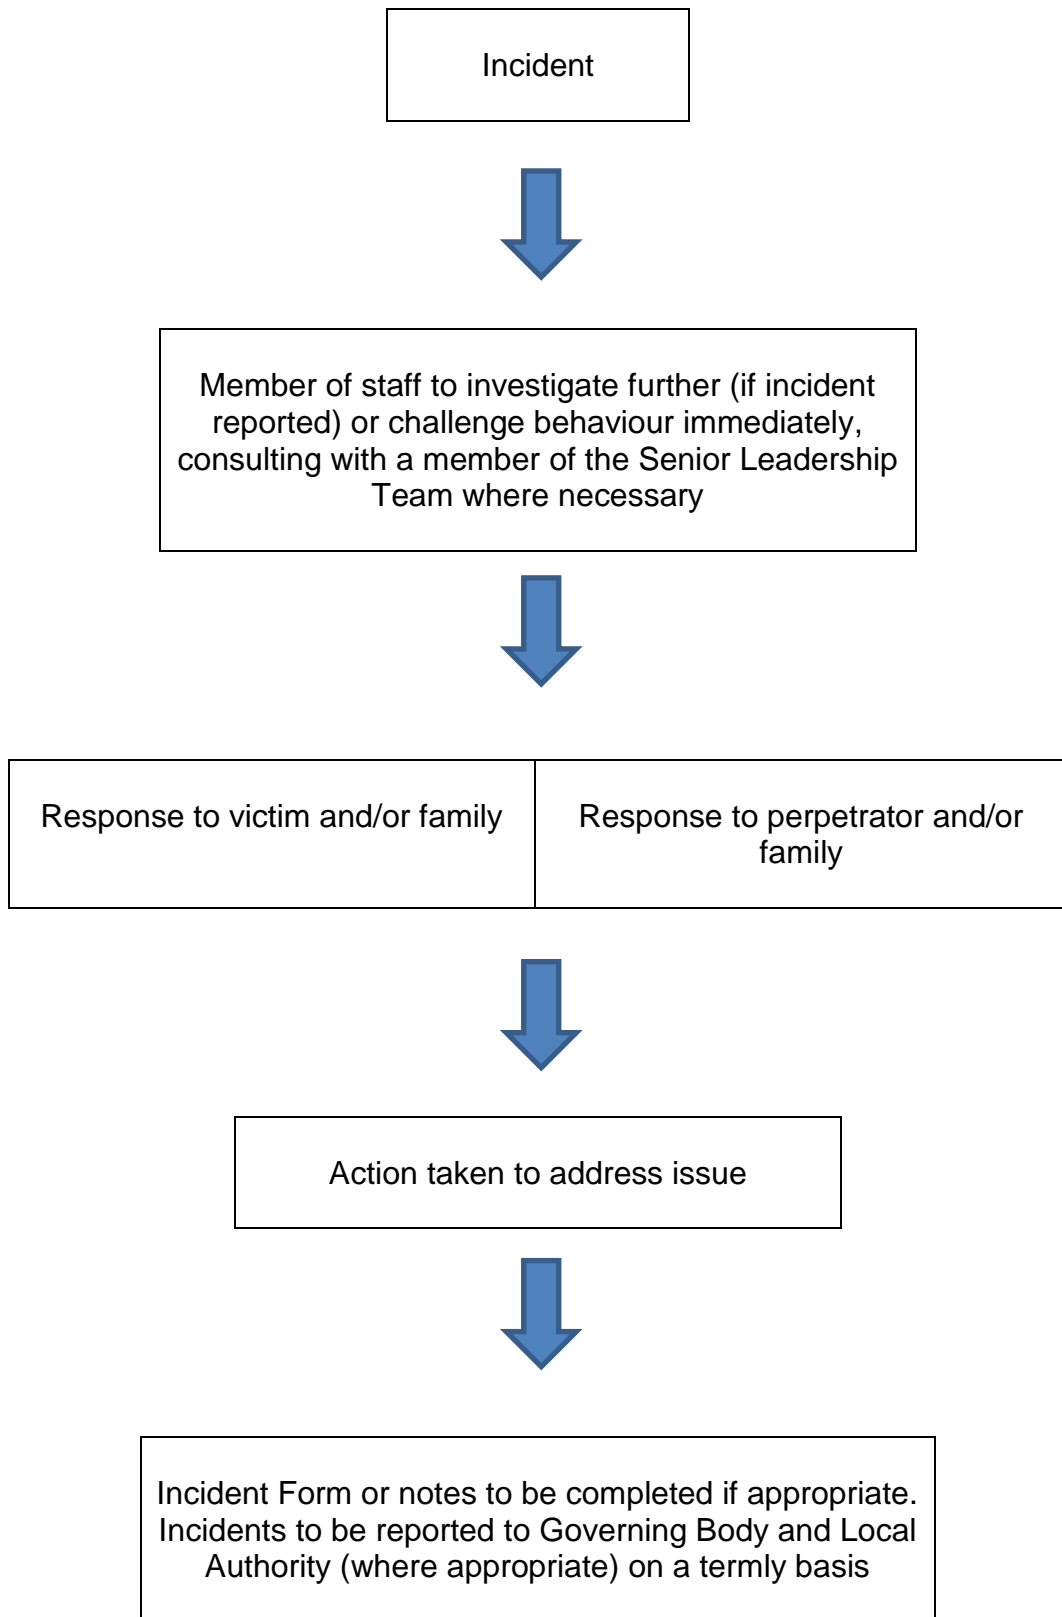 Incident
Member of staff to investigate further (if incident
reported) or challenge behaviour immediately,
consulting with a member of the Senior Leadership
Team where necessary
Response to victim and/or family
Response to perpetrator and/or
family
Action taken to address issue
Incident Form or notes to be completed if appropriate.
Incidents to be reported to Governing Body and Local
Authority (where appropriate) on a termly basis